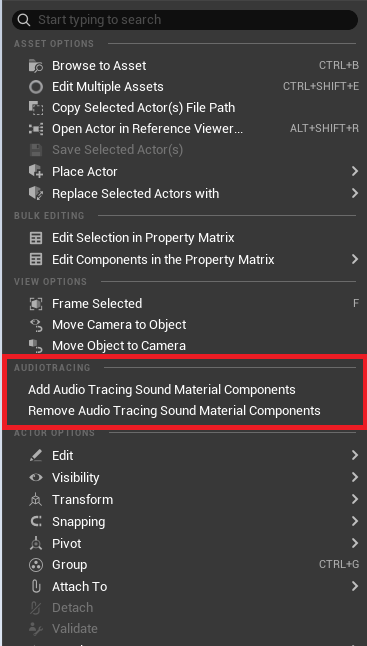 Start typing to search
ASSET OPTIONS
Browse to Asset CTRL+B
Edit Multiple Assets CTRL+SHIFT+E
Copy Selected Actor(s) File Path
Open Actor in Reference Viewer... ALT+SHIFT+R
Save Selected Actor(s)
Place Actor
Replace Selected Actors with
BULK EDITING
Edit Selection in Property Matrix
Edit Components in the Property Matrix
VIEW OPTIONS
Frame Selected F
Move Camera to Object
Move Object to Camera
AUDIOTRACING
Add Audio Tracing Sound Material Components
Remove Audio Tracing Sound Material Components
ACTOR OPTIONS
Edit
Visibility
Transform
Snapping
Pivot
Group CTRL+G
Attach To
Detach
Validate